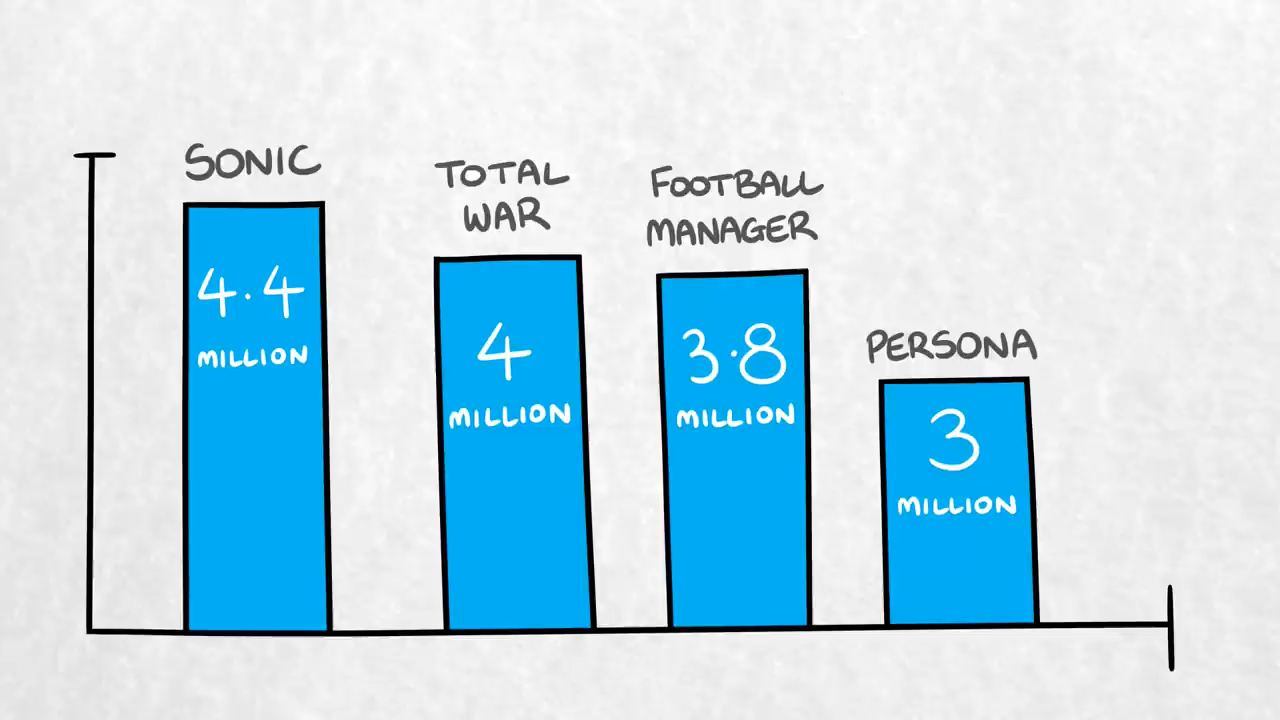 SONIC
4.4
MILLION
TOTAL
WAR
4
MILLION
FOOTBALL
MANAGER
3.8
MILLION
PERSONA
3
MILLION